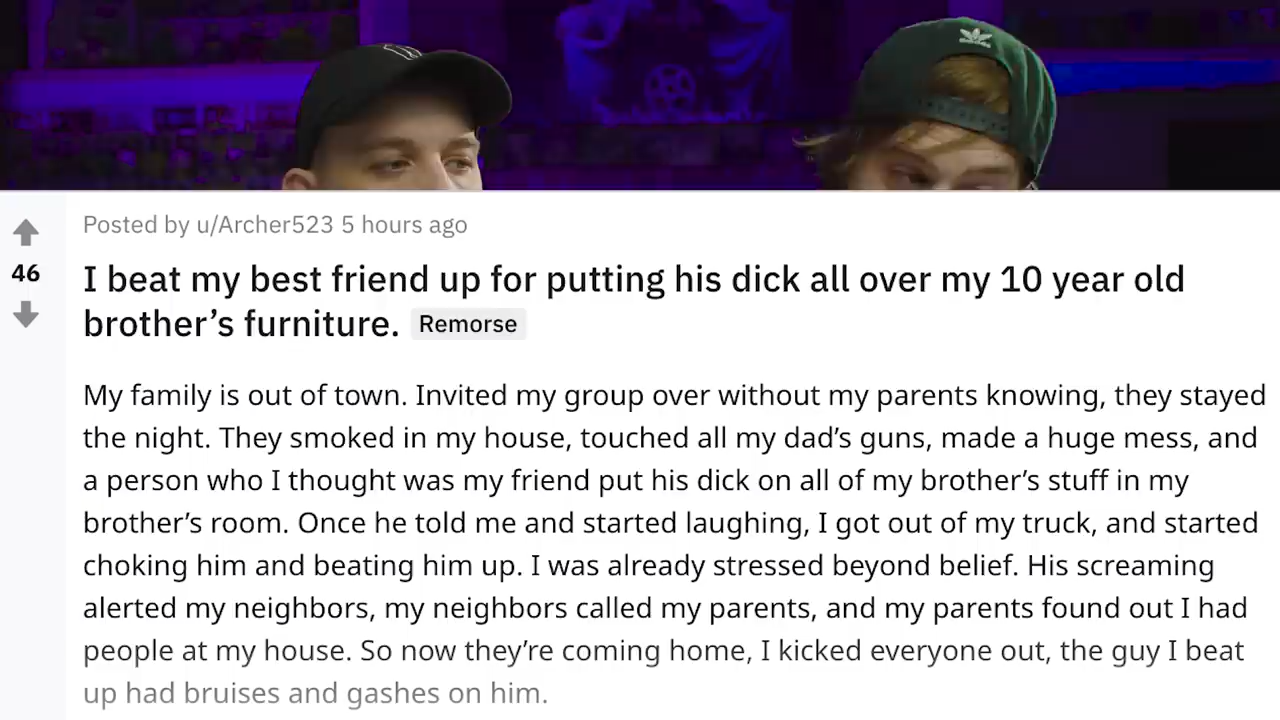 Posted by u/Archer523 5 hours ago
46
I beat my best friend up for putting his dick all over my 10 year old
brother’s furniture. Remorse
My family is out of town. Invited my group over without my parents knowing, they stayed
the night. They smoked in my house, touched all my dad’s guns, made a huge mess, and
a person who I thought was my friend put his dick on all of my brother’s stuff in my
brother’s room. Once he told me and started laughing, I got out of my truck, and started
choking him and beating him up. I was already stressed beyond belief. His screaming
alerted my neighbors, my neighbors called my parents, and my parents found out I had
people at my house. So now they’re coming home, I kicked everyone out, the guy I beat
up had bruises and gashes on him.